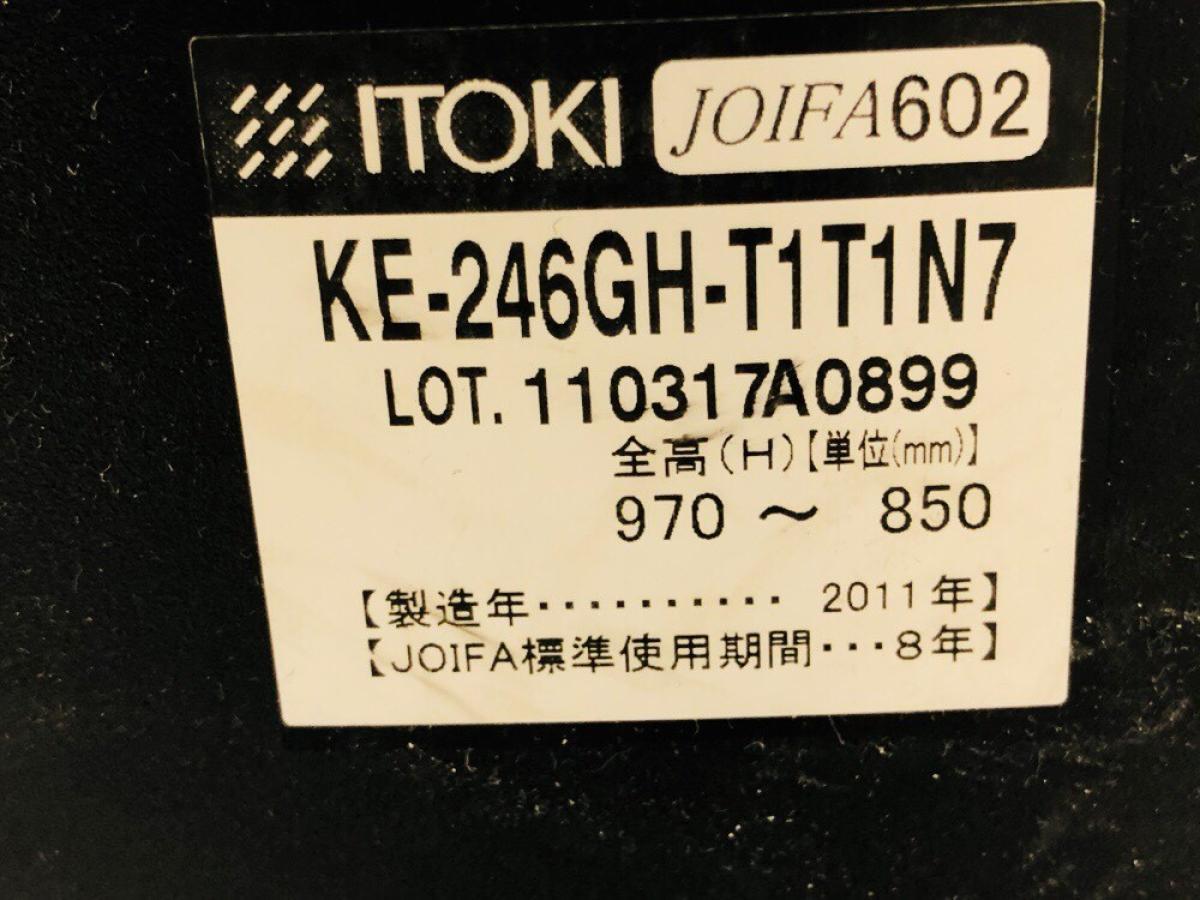 ITOKI JOIFA602
KE-246GH-T1T1N7
LOT. 110317A0899
全高(H)【単位(mm)】
970 ～ 850
【製造年・・・・・・・・・・ 2011年】
【JOIFA標準使用期間・・・8年】